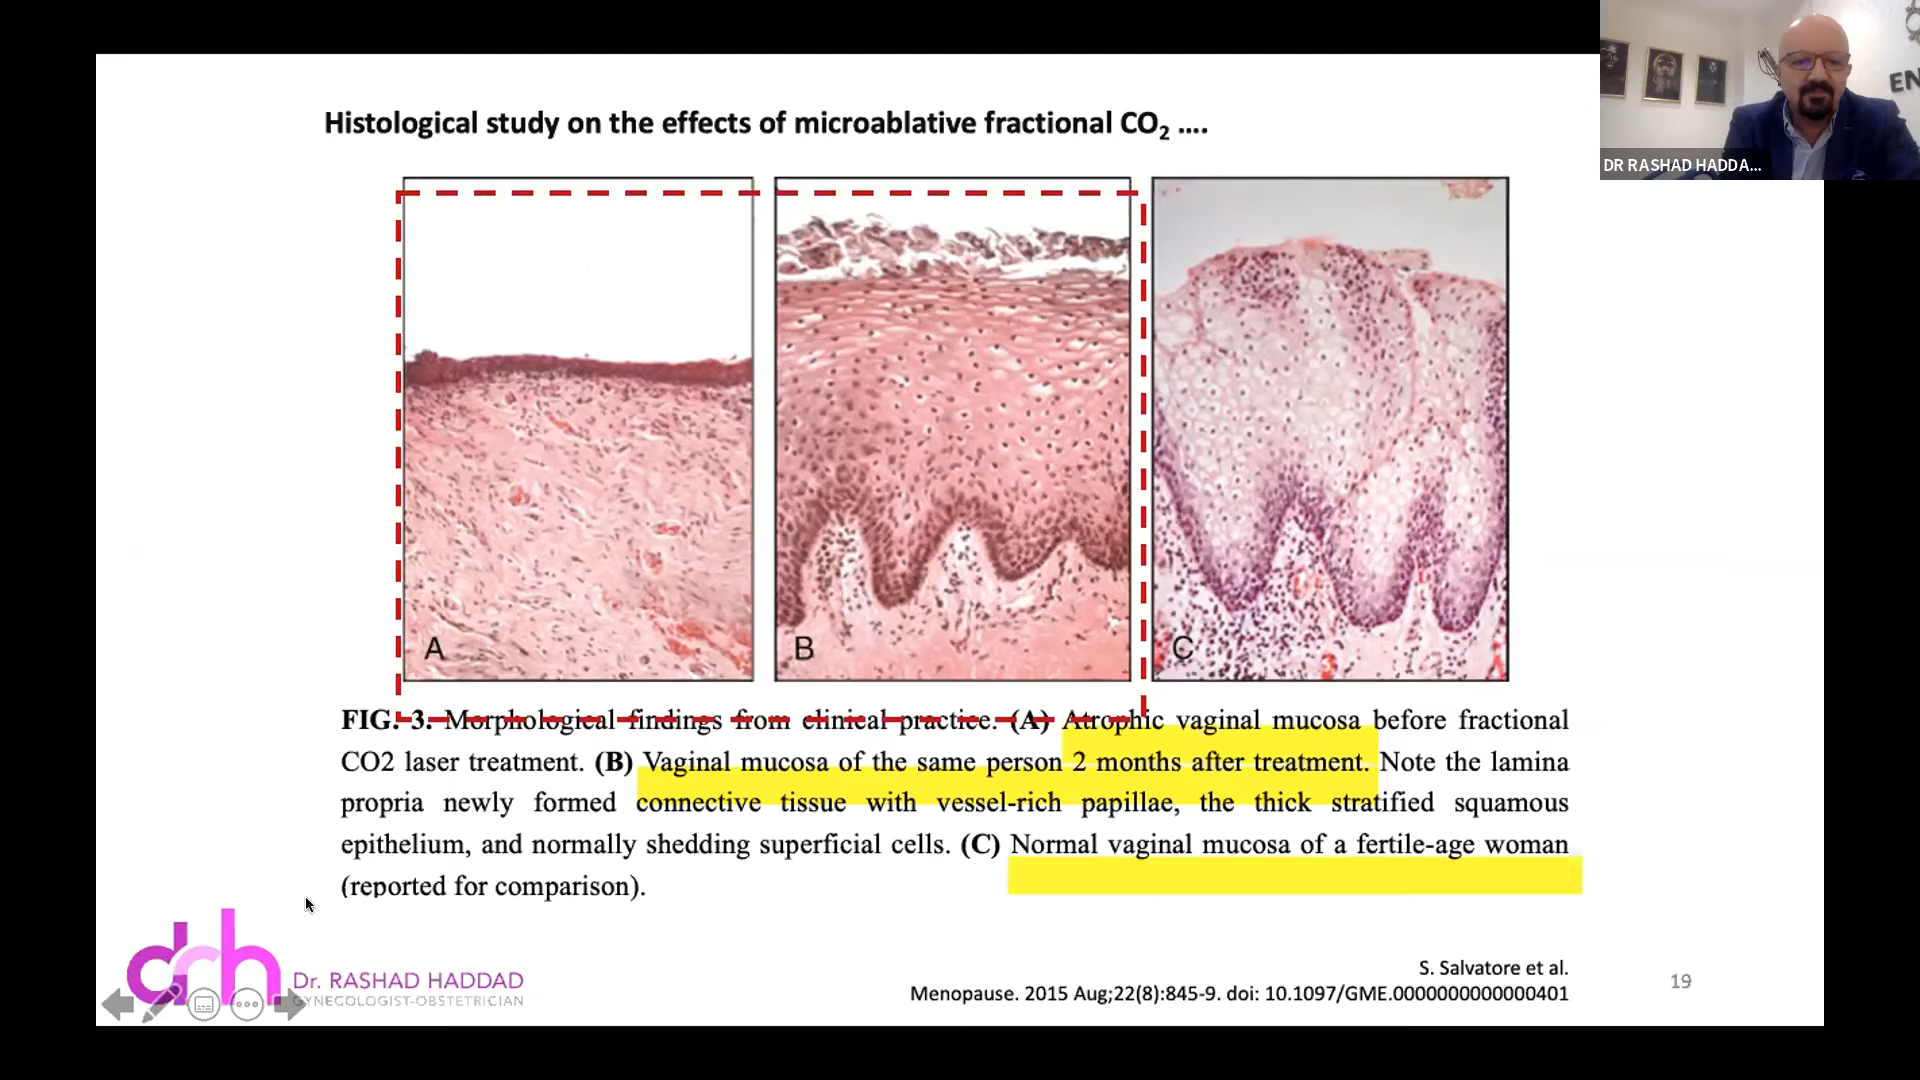 DR RASHAD HADDA...
EN
Histological study on the effects of microablative fractional CO₂ ....
A
B
C
FIG. 3. Morphological findings from clinical practice. (A) Atrophic vaginal mucosa before fractional
CO2 laser treatment. (B) Vaginal mucosa of the same person 2 months after treatment. Note the lamina
propria newly formed connective tissue with vessel-rich papillae, the thick stratified squamous
epithelium, and normally shedding superficial cells. (C) Normal vaginal mucosa of a fertile-age woman
(reported for comparison).
drh
Dr. RASHAD HADDAD
GYNECOLOGIST-OBSTETRICIAN
S. Salvatore et al.
Menopause. 2015 Aug;22(8):845-9. doi: 10.1097/GME.0000000000000401
19